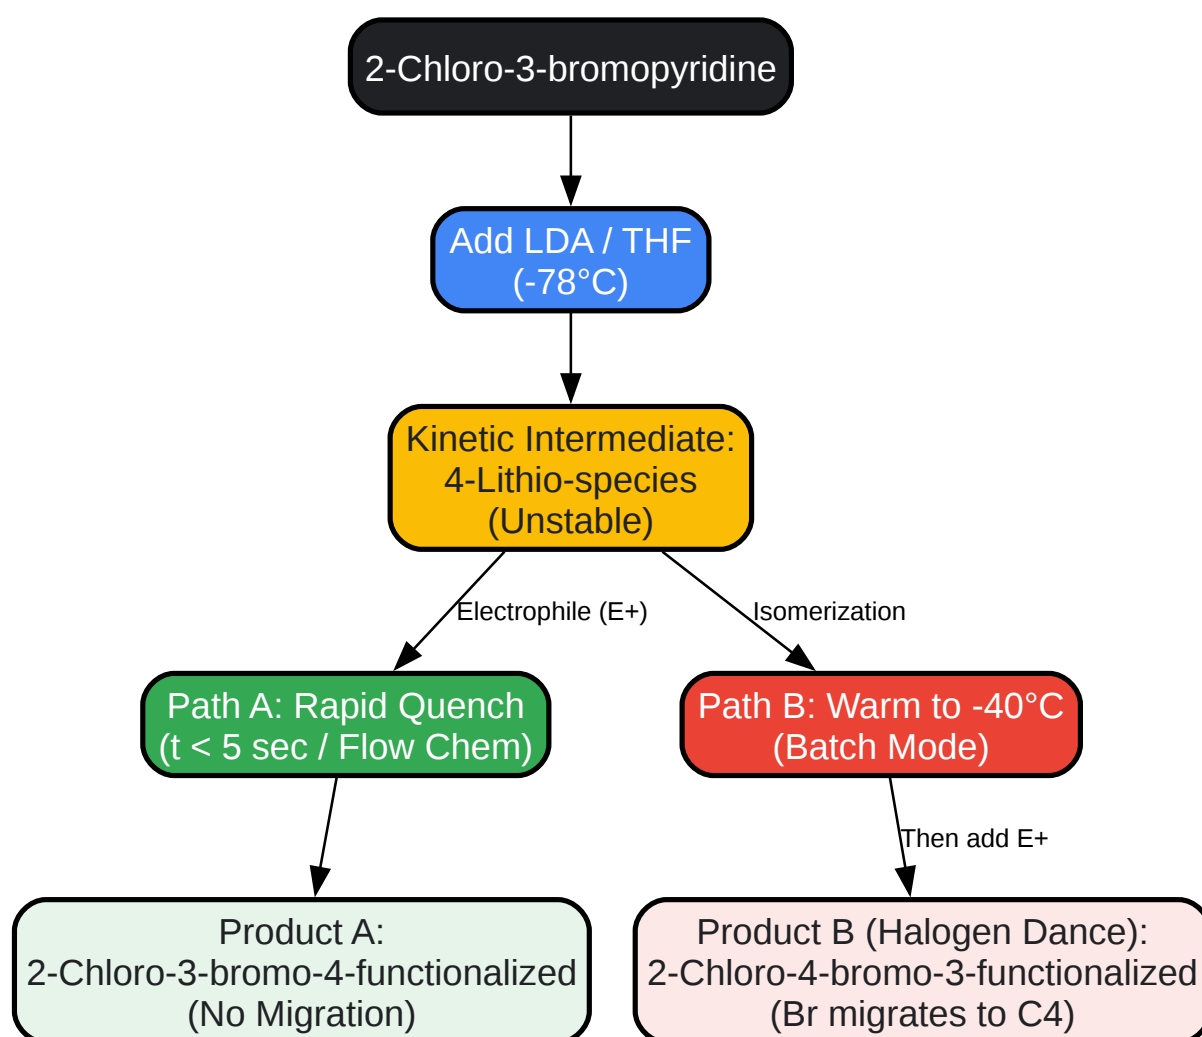 2-Chloro-3-bromopyridine
Add LDA / THF
(-78°C)
Kinetic Intermediate:
4-Lithio-species
(Unstable)
Electrophile (E+)
Isomerization
Path A: Rapid Quench
(t < 5 sec / Flow Chem)
Path B: Warm to -40°C
(Batch Mode)
Then add E+
Product A:
2-Chloro-3-bromo-4-functionalized
(No Migration)
Product B (Halogen Dance):
2-Chloro-4-bromo-3-functionalized
(Br migrates to C4)